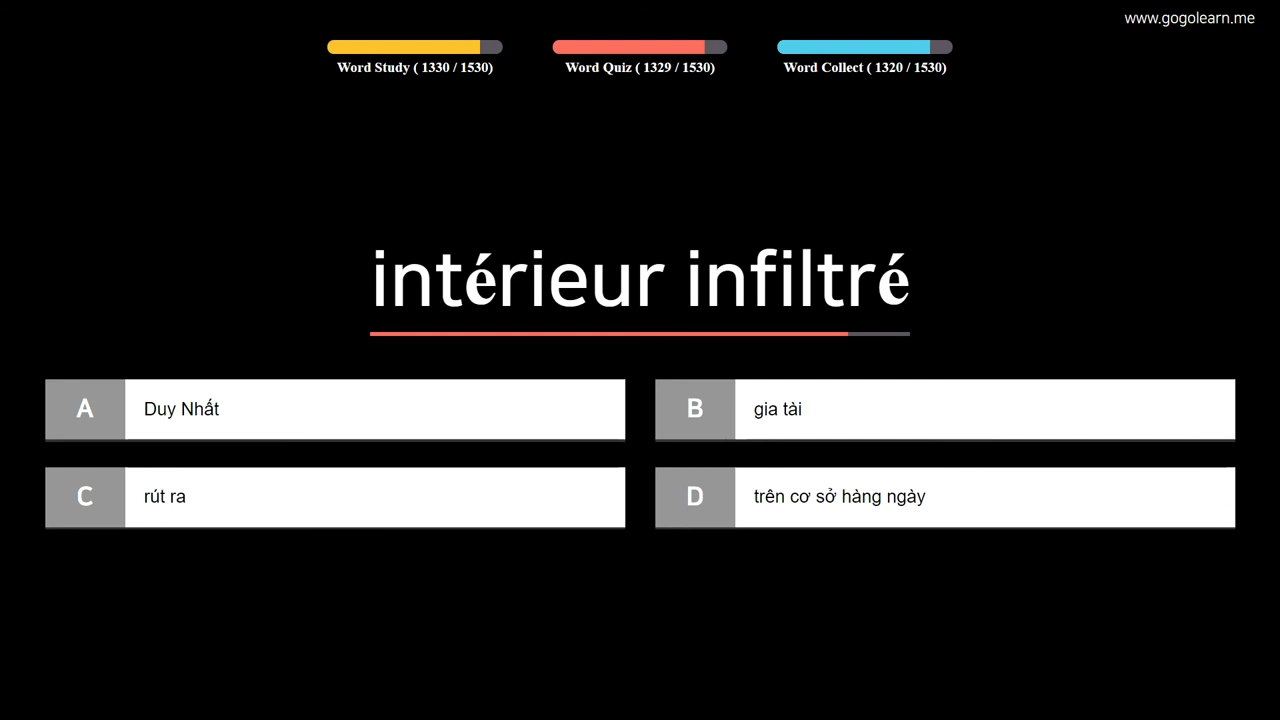 www.gogolearn.me
Word Study ( 1330 / 1530)
Word Quiz ( 1329 / 1530)
Word Collect ( 1320 / 1530)
intérieur infiltré
A Duy Nhất
B gia tài
C rút ra
D trên cơ sở hàng ngày